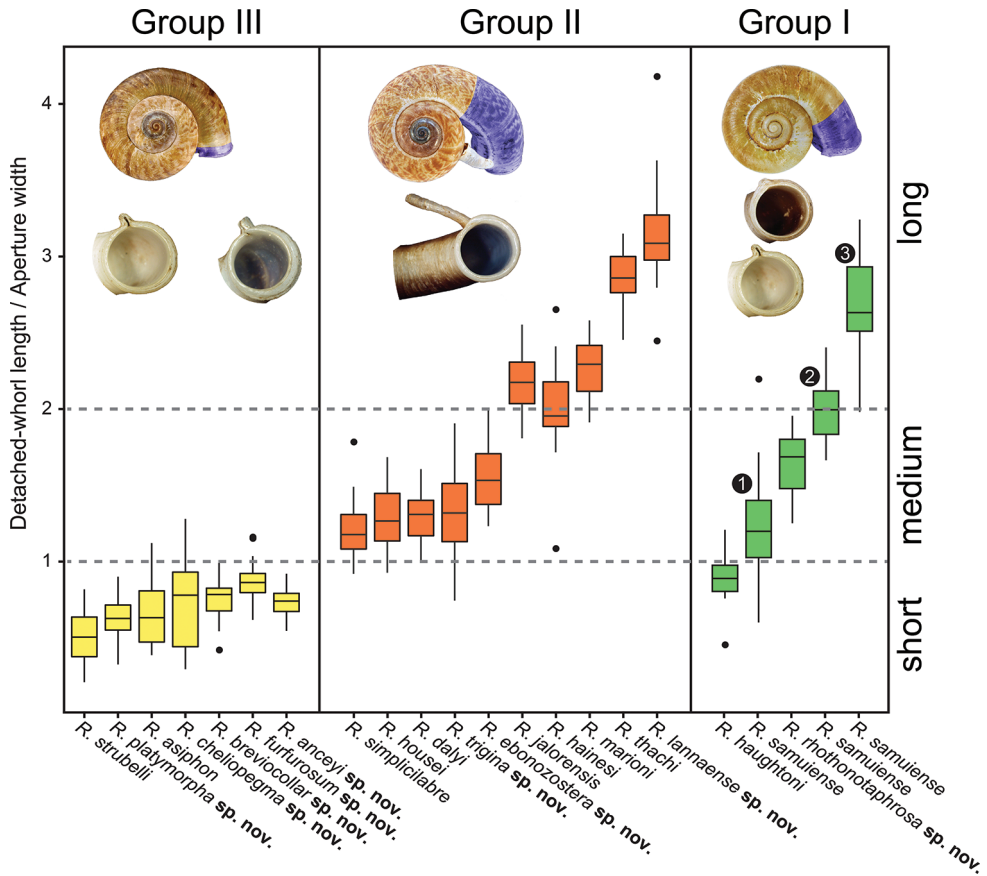 Group III
Group II
Group I
Detached-whorl length / Aperture width
4
3
2
1
long
medium
short
1
2
3
R. strubelli
R. platymorpha sp. nov.
R. asiphon
R. cheliopegma sp. nov.
R. breviocollar sp. nov.
R. furfurosum sp. nov.
R. anceyi sp. nov.
R. simplicilabre
R. housei
R. dalyi
R. trigina sp. nov.
R. ebonozostera sp. nov.
R. jalorensis
R. hainesi
R. marioni
R. thachi
R. lannaense sp. nov.
R. haughtoni
R. samuiense
R. rhothonotaphrosa sp. nov.
R. samuiense
R. samuiense